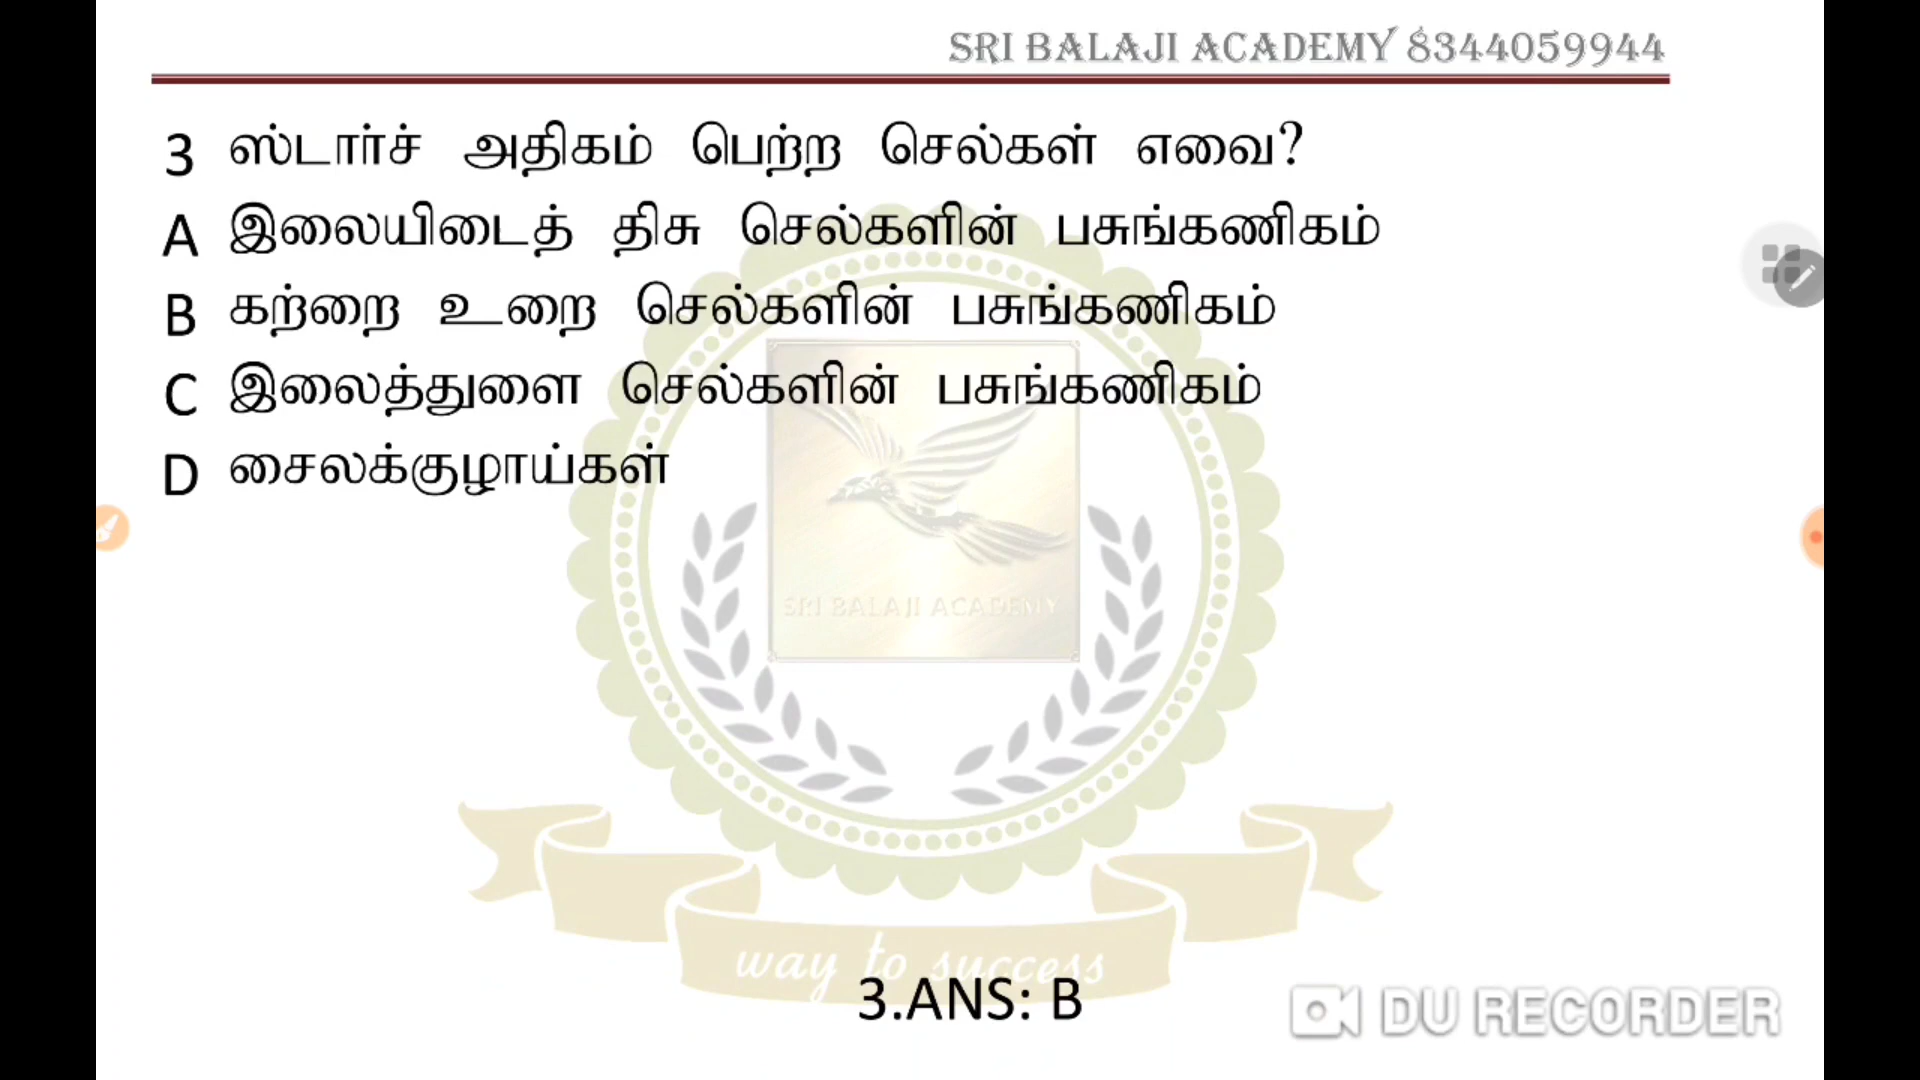 SRI BALAJI ACADEMY 8344059944
3 ஸ்டார்ச் அதிகம் பெற்ற செல்கள் எவை?
A இலையிடைத் திசு செல்களின் பசுங்கணிகம்
B கற்றை உறை செல்களின் பசுங்கணிகம்
C இலைத்துளை செல்களின் பசுங்கணிகம்
D சைலக்குழாய்கள்
SRI BALAJI ACADEMY
way to success
3.ANS: B
DU RECORDER